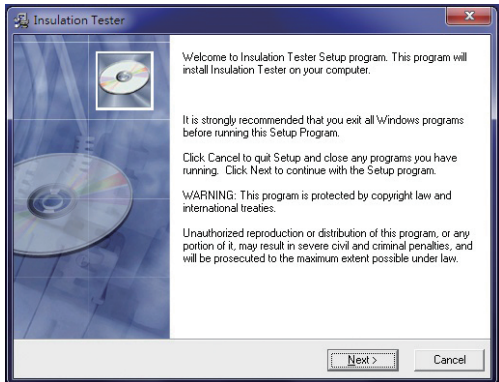 Insulation Tester
Welcome to Insulation Tester Setup program. This program will
install Insulation Tester on your computer.
It is strongly recommended that you exit all Windows programs
before running this Setup Program.
Click Cancel to quit Setup and close any programs you have
running. Click Next to continue with the Setup program.
WARNING: This program is protected by copyright law and
international treaties.
Unauthorized reproduction or distribution of this program, or any
portion of it, may result in severe civil and criminal penalties, and
will be prosecuted to the maximum extent possible under law.
Next >
Cancel